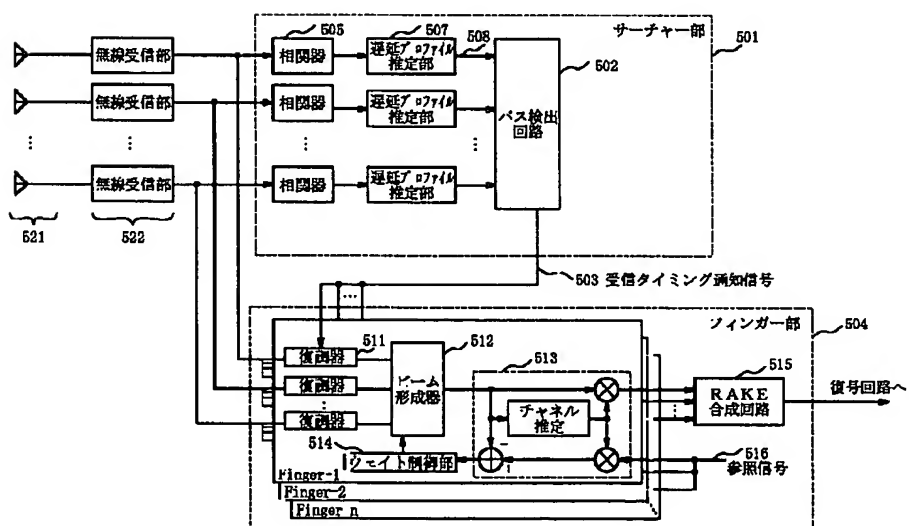 505
507
508
サーチャー部
501
無線受信部
相関器
遅延プロファイル
推定部
502
無線受信部
相関器
遅延プロファイル
推定部
パス検出
回路
無線受信部
相関器
遅延プロファイル
推定部
521
522
503 受信タイミング通知信号
フィンガー部
504
復調器
511
512
513
515
ビーム
形成器
復調器
チャネル
推定
RAKE
合成回路
復号回路へ
復調器
514
ウェイト制御部
516
参照信号
Finger-1
Finger-2
Finger n